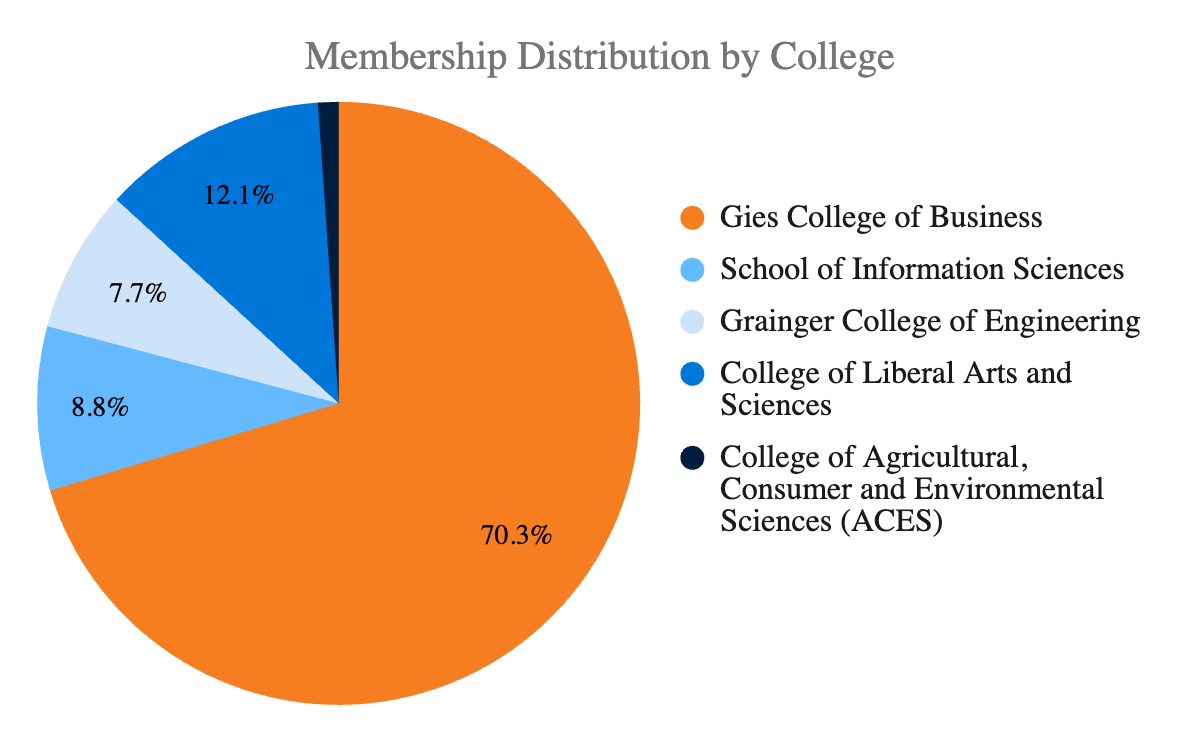 Membership Distribution by College
12.1%
7.7%
8.8%
70.3%
Gies College of Business
School of Information Sciences
Grainger College of Engineering
College of Liberal Arts and
Sciences
College of Agricultural,
Consumer and Environmental
Sciences (ACES)